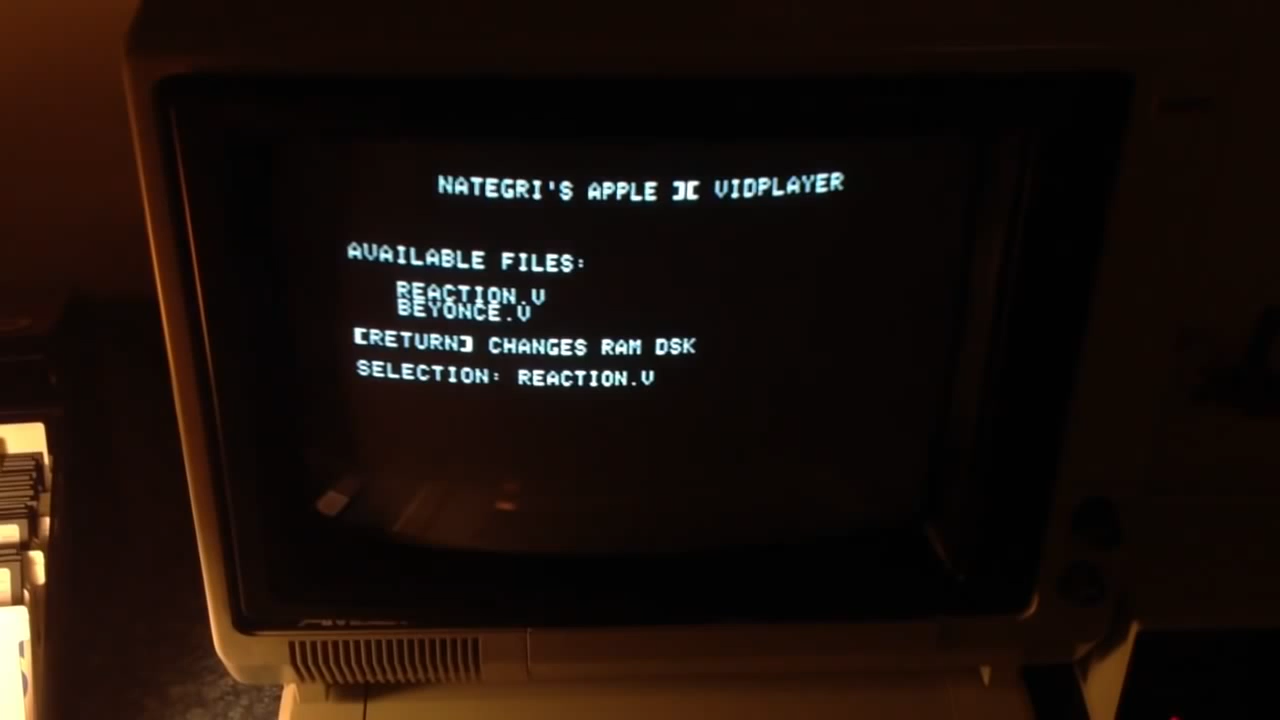 NATEGRI'S APPLE ][ VIDPLAYER
AVAILABLE FILES:
REACTION.V
BEYONCE.V
[RETURN] CHANGES RAM DSK
SELECTION: REACTION.V